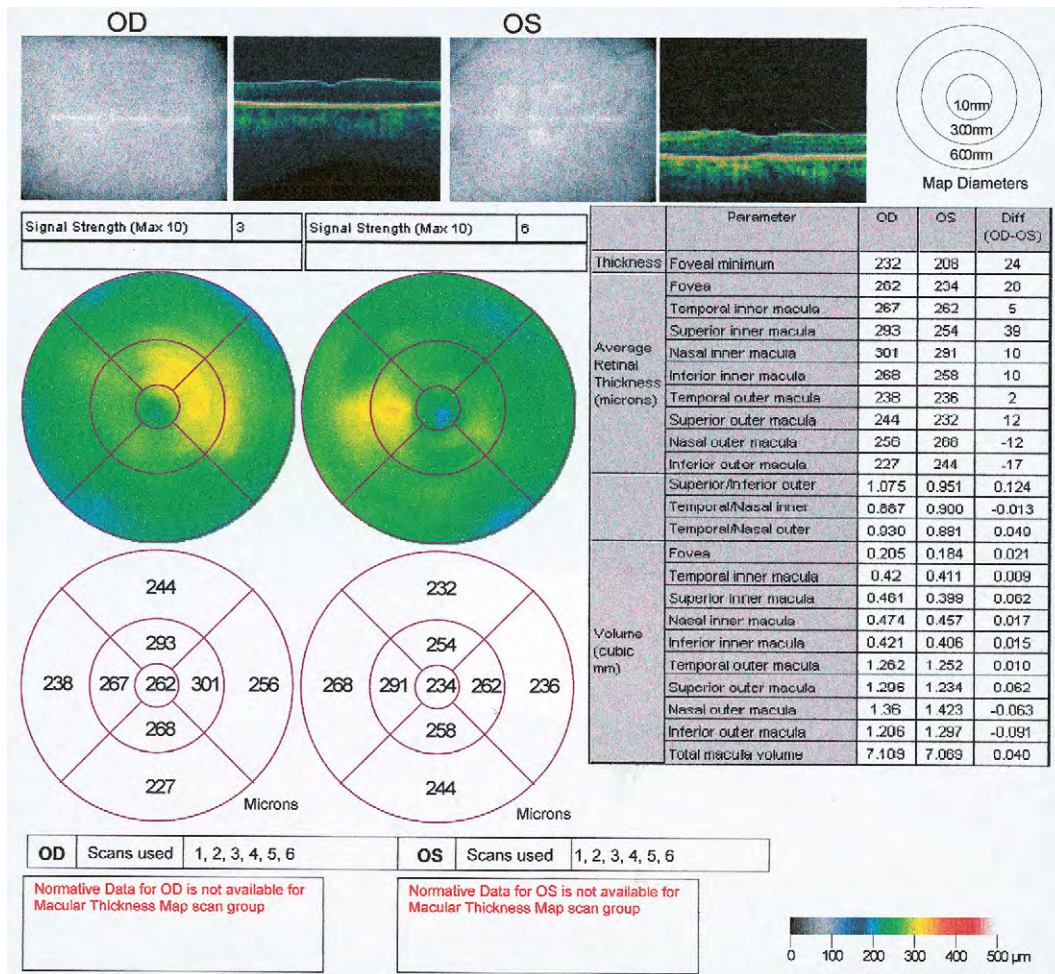 OD
OS
1.0mm
3.00mm
6.00mm
Map Diameters
Signal Strength (Max 10) 3
Signal Strength (Max 10) 6
Parameter OD OS Diff (OD-OS)
Thickness Foveal minimum 232 208 24
Average Retinal Thickness (microns)
Fovea 262 234 28
Temporal inner macula 267 262 5
Superior inner macula 293 254 39
Nasal inner macula 301 291 10
Inferior inner macula 268 258 10
Temporal outer macula 238 236 2
Superior outer macula 244 232 12
Nasal outer macula 256 268 -12
Inferior outer macula 227 244 -17
Superior/Inferior outer 1.075 0.951 0.124
Temporal/Nasal inner 0.887 0.900 -0.013
Temporal/Nasal outer 0.930 0.881 0.049
Volume (cubic mm)
Fovea 0.205 0.184 0.021
Temporal inner macula 0.42 0.411 0.009
Superior inner macula 0.461 0.399 0.062
Nasal inner macula 0.474 0.457 0.017
Inferior inner macula 0.421 0.406 0.015
Temporal outer macula 1.262 1.252 0.010
Superior outer macula 1.296 1.234 0.062
Nasal outer macula 1.36 1.423 -0.063
Inferior outer macula 1.206 1.297 -0.091
Total macula volume 7.109 7.069 0.040
244
293
238 267 262 301 256
268
227
Microns
232
254
268 291 234 262 236
258
244
Microns
OD Scans used 1, 2, 3, 4, 5, 6
OS Scans used 1, 2, 3, 4, 5, 6
Normative Data for OD is not available for
Macular Thickness Map scan group
Normative Data for OS is not available for
Macular Thickness Map scan group
0 100 200 300 400 500 µm